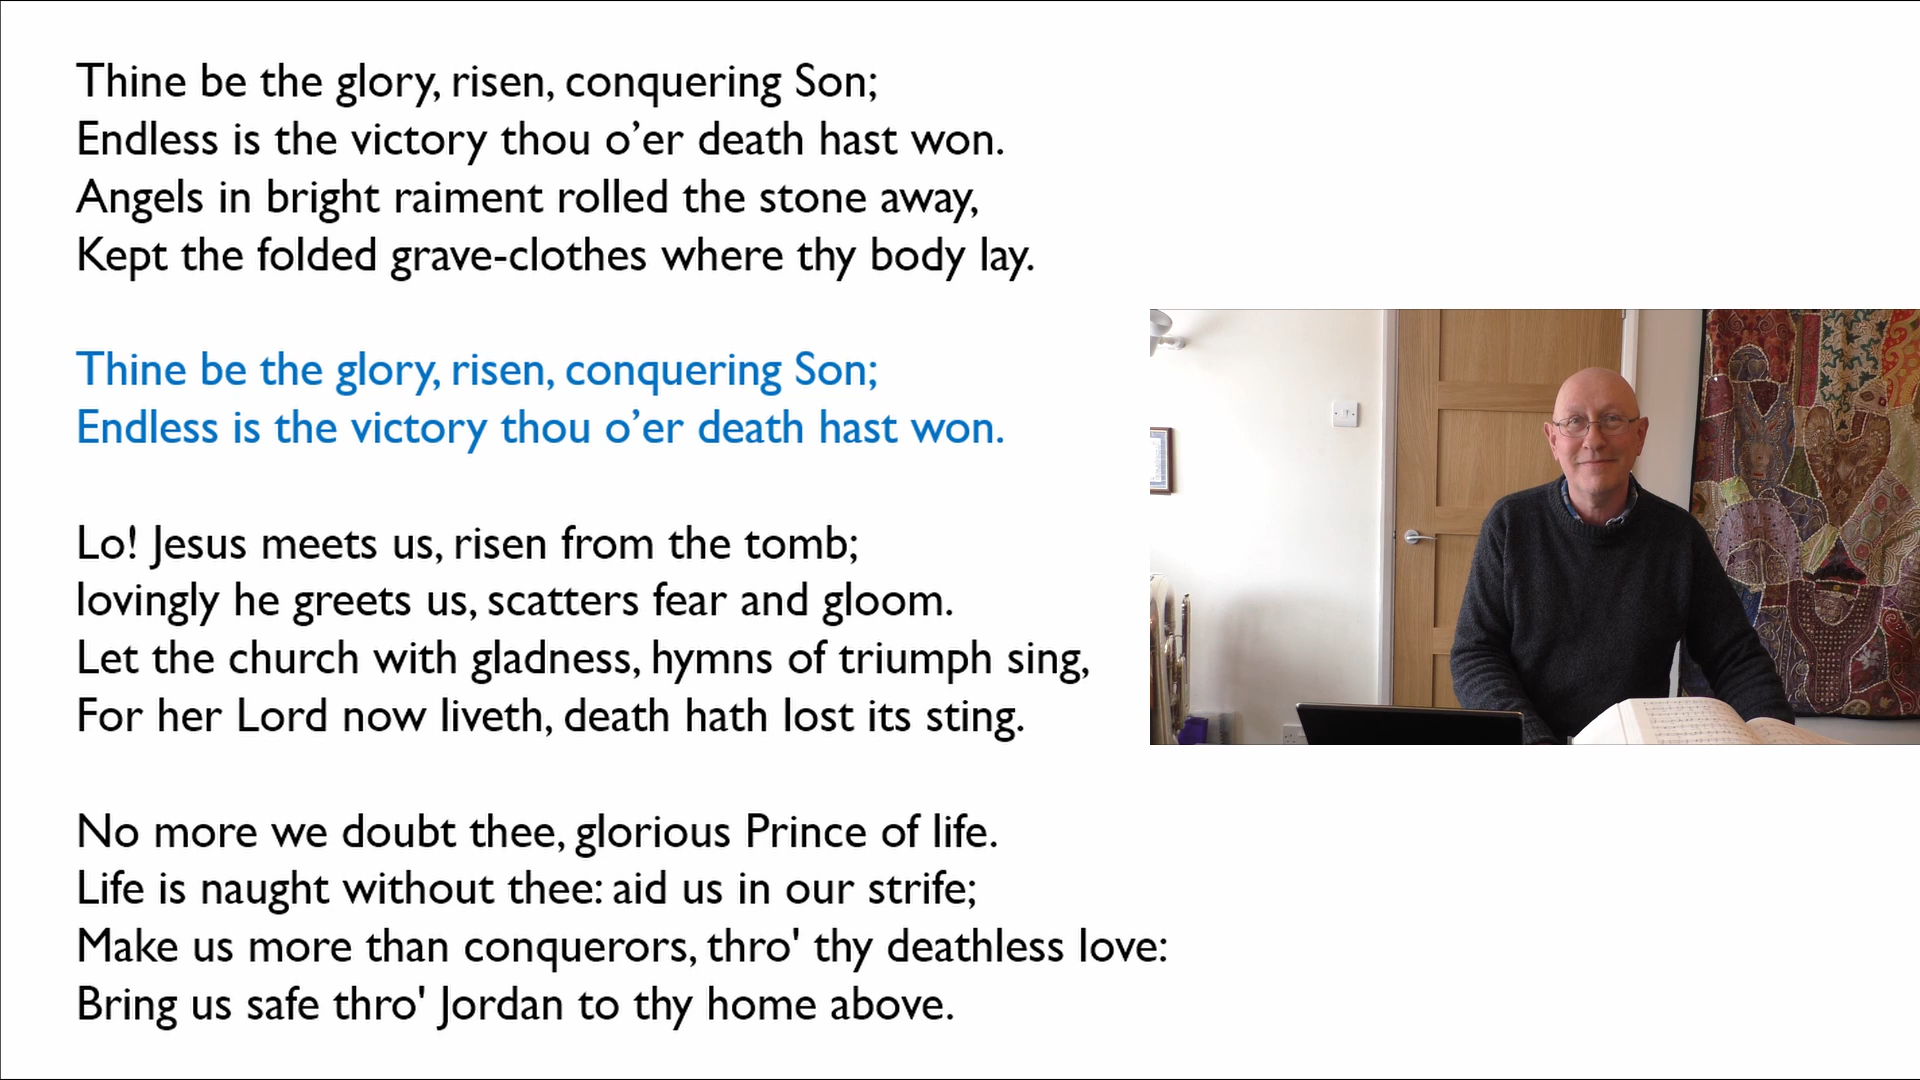 Thine be the glory, risen, conquering Son;
Endless is the victory thou o’er death hast won.
Angels in bright raiment rolled the stone away,
Kept the folded grave-clothes where thy body lay.
Thine be the glory, risen, conquering Son;
Endless is the victory thou o’er death hast won.
Lo! Jesus meets us, risen from the tomb;
lovingly he greets us, scatters fear and gloom.
Let the church with gladness, hymns of triumph sing,
For her Lord now liveth, death hath lost its sting.
No more we doubt thee, glorious Prince of life.
Life is naught without thee: aid us in our strife;
Make us more than conquerors, thro' thy deathless love:
Bring us safe thro' Jordan to thy home above.